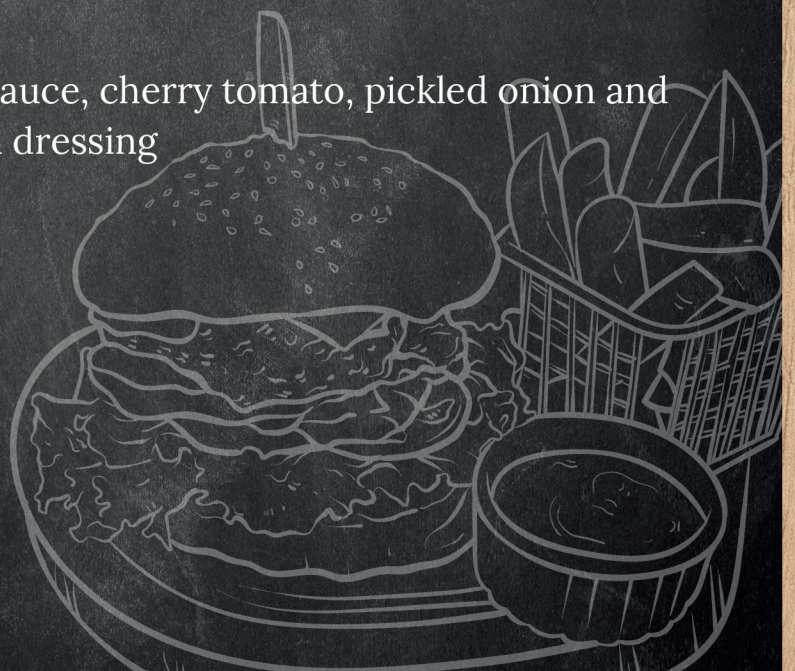 auce, cherry tomato, pickled onion and
dressing